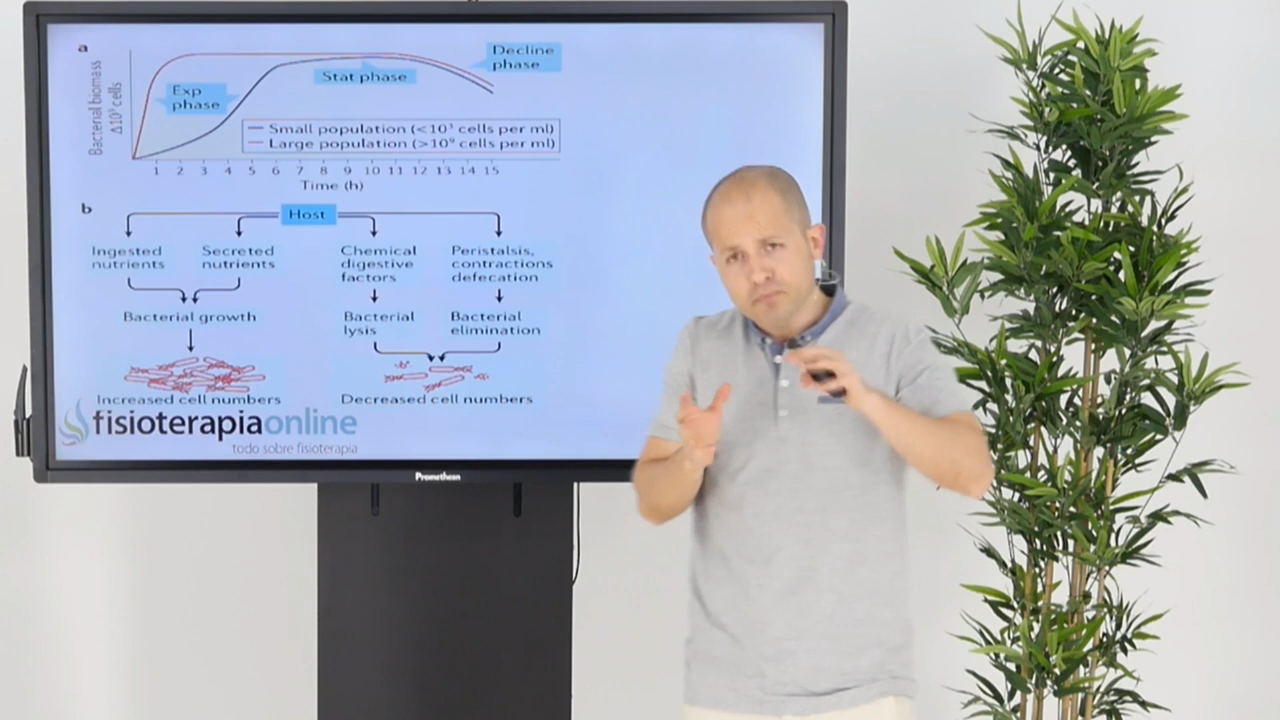 a
Bacterial biomass
Δ10⁹ cells
Exp
phase
Stat phase
Decline
phase
Small population (<10³ cells per ml)
Large population (>10⁹ cells per ml)
1 2 3 4 5 6 7 8 9 10 11 12 13 14 15
Time (h)
b
Host
Ingested
nutrients
Secreted
nutrients
Chemical
digestive
factors
Peristalsis,
contractions
defecation
Bacterial growth
Bacterial
lysis
Bacterial
elimination
Increased cell numbers
Decreased cell numbers
fisioterapiaonline
todo sobre fisioterapia
Promethean